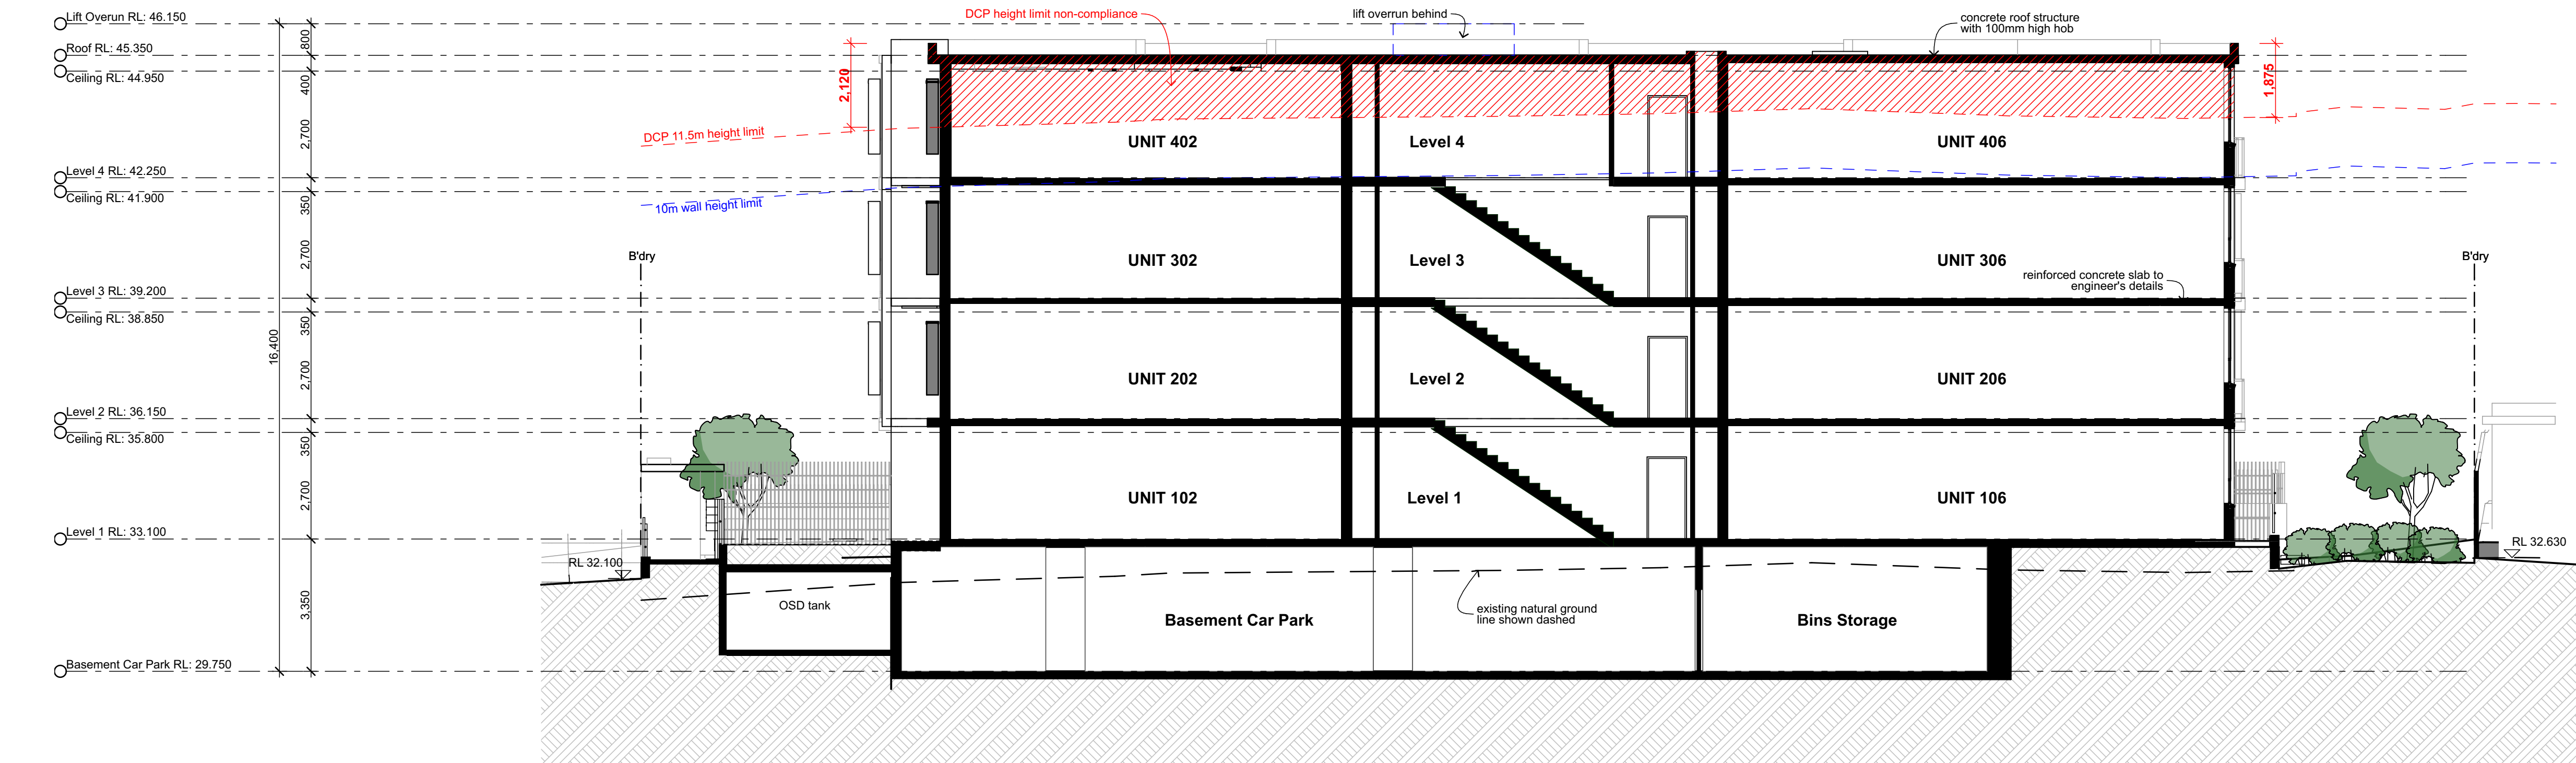 Lift Overun RL: 46.150
DCP height limit non-compliance
lift overrun behind
concrete roof structure
with 100mm high hob
800
Roof RL: 45.350
Ceiling RL: 44.950
400
2,120
1,875
DCP 11.5m height limit
2,700
UNIT 402
Level 4
UNIT 406
Level 4 RL: 42.250
Ceiling RL: 41.900
350
10m wall height limit
B'dry
B'dry
2,700
UNIT 302
Level 3
UNIT 306
reinforced concrete slab to
engineer's details
Level 3 RL: 39.200
Ceiling RL: 38.850
350
16,400
2,700
UNIT 202
Level 2
UNIT 206
Level 2 RL: 36.150
Ceiling RL: 35.800
350
2,700
UNIT 102
Level 1
UNIT 106
Level 1 RL: 33.100
RL 32.630
RL 32.100
3,350
OSD tank
existing natural ground
line shown dashed
Basement Car Park
Bins Storage
Basement Car Park RL: 29.750